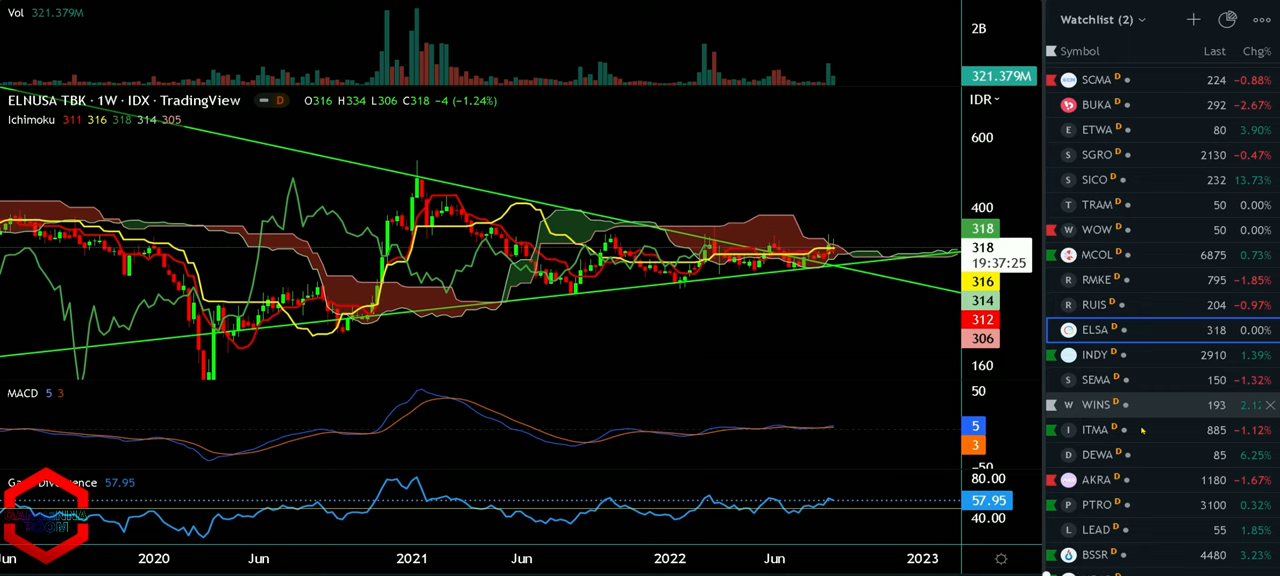 Vol 321.379M
2B
321.379M
ELNUSA TBK · 1W · IDX · TradingView D O316 H334 L306 C318 −4 (−1.24%)
IDR
Ichimoku 311 316 318 314 305
600
400
318
318
19:37:25
316
314
312
306
160
MACD 5 3
50
5
3
−50
57.95
80.00
57.95
40.00
2020 Jun 2021 Jun 2022 Jun 2023
Watchlist (2)
Symbol Last Chg%
SCMA D 224 −0.88%
BUKA D 292 −2.67%
E ETWA D 80 3.90%
S SGRO D 2130 −0.47%
S SICO D 232 13.73%
T TRAM D 50 0.00%
W WOW D 50 0.00%
MCOL D 6875 0.73%
R RMKE D 795 −1.85%
R RUIS D 204 −0.97%
ELSA D 318 0.00%
INDY D 2910 1.39%
S SEMA D 150 −1.32%
W WINS D 193
I ITMA D 885 −1.12%
D DEWA D 85 6.25%
AKRA D 1180 −1.67%
P PTRO D 3100 0.32%
L LEAD D 55 1.85%
BSSR D 4480 3.23%